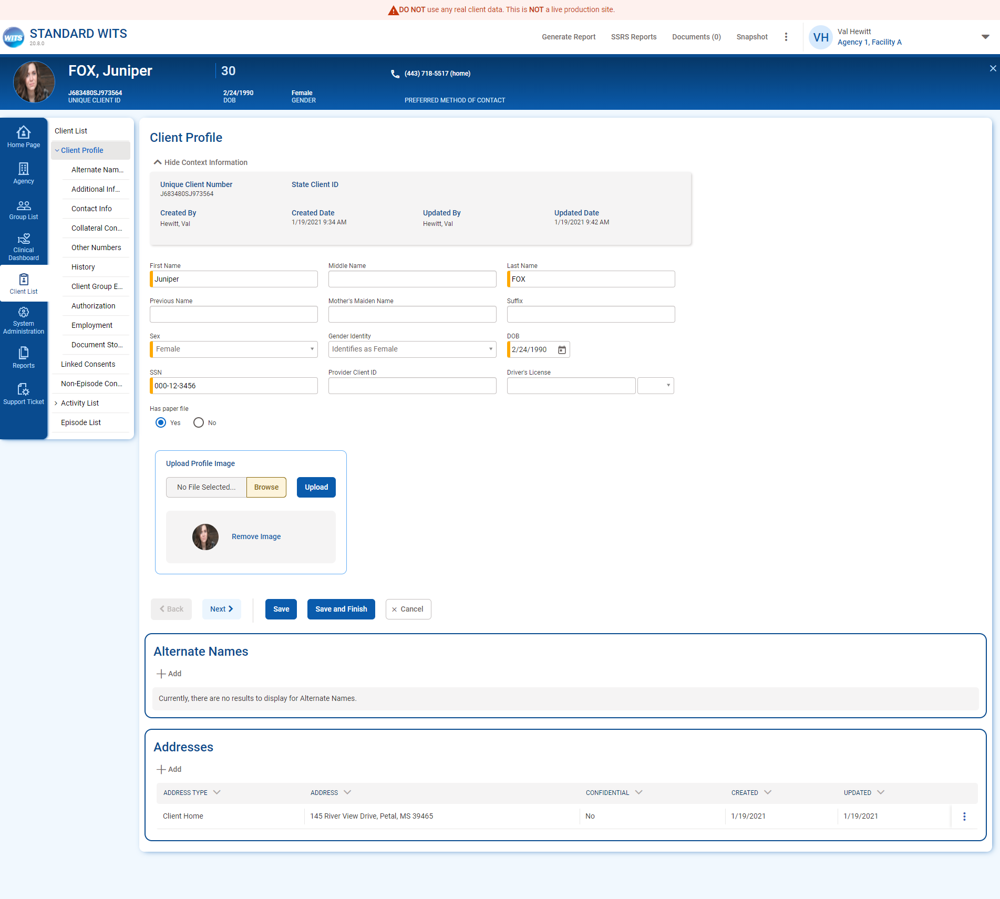 DO NOT use any real client data. This is NOT a live production site.
WITS
STANDARD WITS
20.8.0
Generate Report
SSRS Reports
Documents (0)
Snapshot
VH
Val Hewitt
Agency 1, Facility A
FOX, Juniper
30
(443) 718-5517 (home)
J683480SJ973564
UNIQUE CLIENT ID
2/24/1990
DOB
Female
GENDER
PREFERRED METHOD OF CONTACT
Home Page
Agency
Group List
Clinical
Dashboard
Client List
System
Administration
Reports
Support Ticket
Client List
Client Profile
Alternate Nam...
Additional Inf...
Contact Info
Collateral Con...
Other Numbers
History
Client Group E...
Authorization
Employment
Document Sto...
Linked Consents
Non-Episode Con...
Activity List
Episode List
Client Profile
Hide Context Information
Unique Client Number
J683480SJ973564
State Client ID
Created By
Hewitt, Val
Created Date
1/19/2021 9:34 AM
Updated By
Hewitt, Val
Updated Date
1/19/2021 9:42 AM
First Name
Juniper
Middle Name
Last Name
FOX
Previous Name
Mother's Maiden Name
Suffix
Sex
Female
Gender Identity
Identifies as Female
DOB
2/24/1990
SSN
000-12-3456
Provider Client ID
Driver's License
Has paper file
Yes
No
Upload Profile Image
No File Selected...
Browse
Upload
Remove Image
Back
Next
Save
Save and Finish
Cancel
Alternate Names
Add
Currently, there are no results to display for Alternate Names.
Addresses
Add
ADDRESS TYPE
ADDRESS
CONFIDENTIAL
CREATED
UPDATED
Client Home
145 River View Drive, Petal, MS 39465
No
1/19/2021
1/19/2021